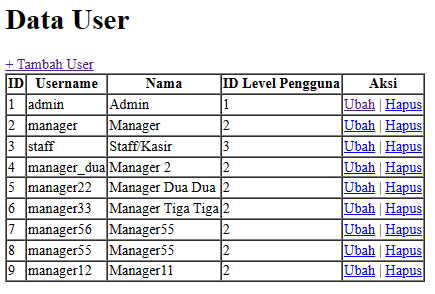 Data User
+ Tambah User
ID Username Nama ID Level Pengguna Aksi
1 admin Admin 1 Ubah | Hapus
2 manager Manager 2 Ubah | Hapus
3 staff Staff/Kasir 3 Ubah | Hapus
4 manager_dua Manager 2 2 Ubah | Hapus
5 manager22 Manager Dua Dua 2 Ubah | Hapus
6 manager33 Manager Tiga Tiga 2 Ubah | Hapus
7 manager56 Manager55 2 Ubah | Hapus
8 manager55 Manager55 2 Ubah | Hapus
9 manager12 Manager11 2 Ubah | Hapus